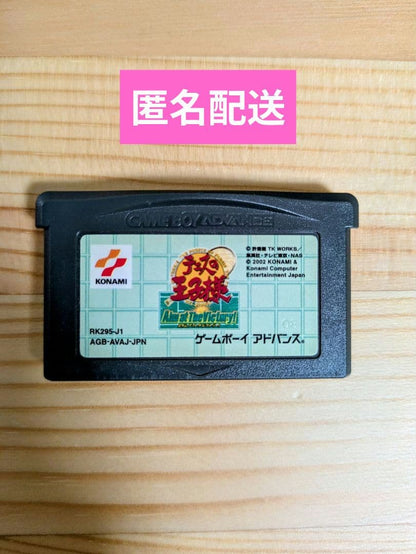 匿名配送
GAME BOY ADVANCE
KONAMI
テニスの
王子様
Aim at The Victory!!
© 許斐剛 TK WORKS/
集英社・テレビ東京・NAS
© 2002 KONAMI &
Konami Computer
Entertainment Japan
RK295-J1
AGB-AVAJ-JPN
ゲームボーイ アドバンス®